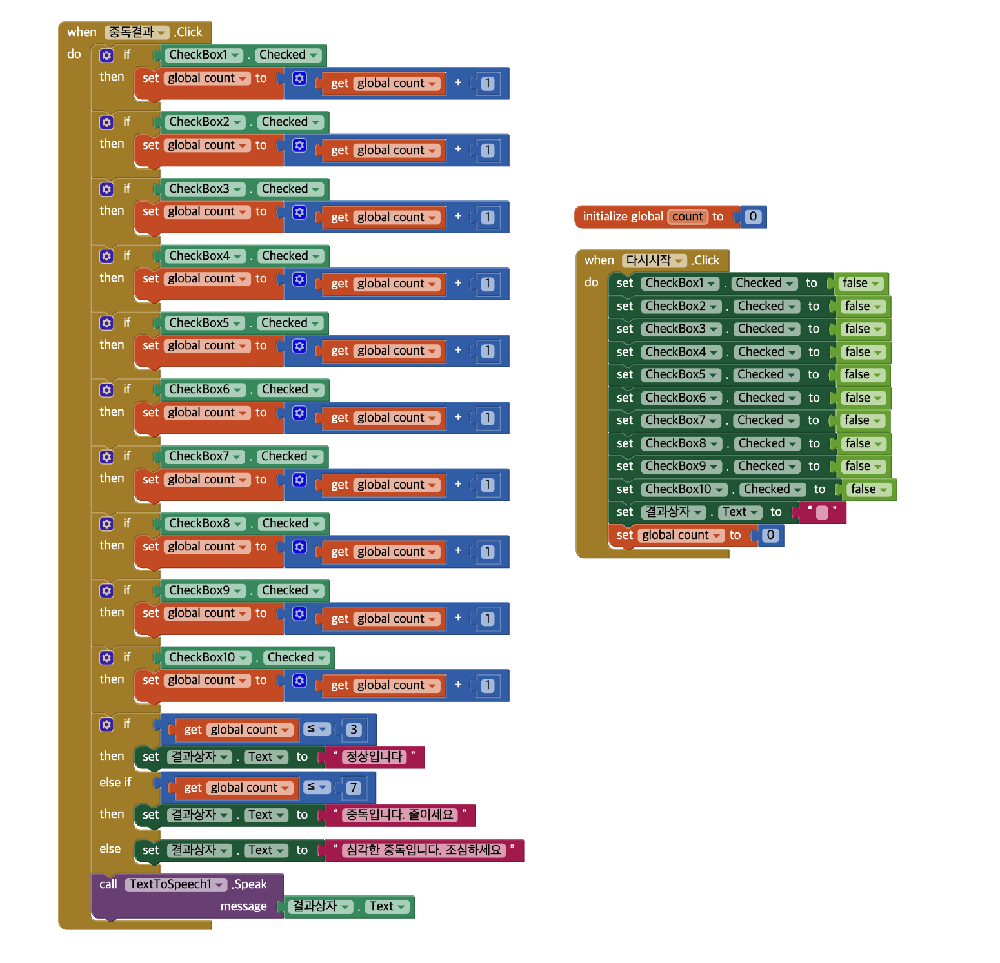 when 중독결과 .Click
do if CheckBox1 . Checked
then set global count to get global count + 1
if CheckBox2 . Checked
then set global count to get global count + 1
if CheckBox3 . Checked
then set global count to get global count + 1
if CheckBox4 . Checked
then set global count to get global count + 1
if CheckBox5 . Checked
then set global count to get global count + 1
if CheckBox6 . Checked
then set global count to get global count + 1
if CheckBox7 . Checked
then set global count to get global count + 1
if CheckBox8 . Checked
then set global count to get global count + 1
if CheckBox9 . Checked
then set global count to get global count + 1
if CheckBox10 . Checked
then set global count to get global count + 1
if get global count ≤ 3
then set 결과상자 . Text to “ 정상입니다 ”
else if get global count ≤ 7
then set 결과상자 . Text to “ 중독입니다. 줄이세요 ”
else set 결과상자 . Text to “ 심각한 중독입니다. 조심하세요 ”
call TextToSpeech1 .Speak
message 결과상자 . Text
initialize global count to 0
when 다시시작 .Click
do set CheckBox1 . Checked to false
set CheckBox2 . Checked to false
set CheckBox3 . Checked to false
set CheckBox4 . Checked to false
set CheckBox5 . Checked to false
set CheckBox6 . Checked to false
set CheckBox7 . Checked to false
set CheckBox8 . Checked to false
set CheckBox9 . Checked to false
set CheckBox10 . Checked to false
set 결과상자 . Text to “ ”
set global count to 0